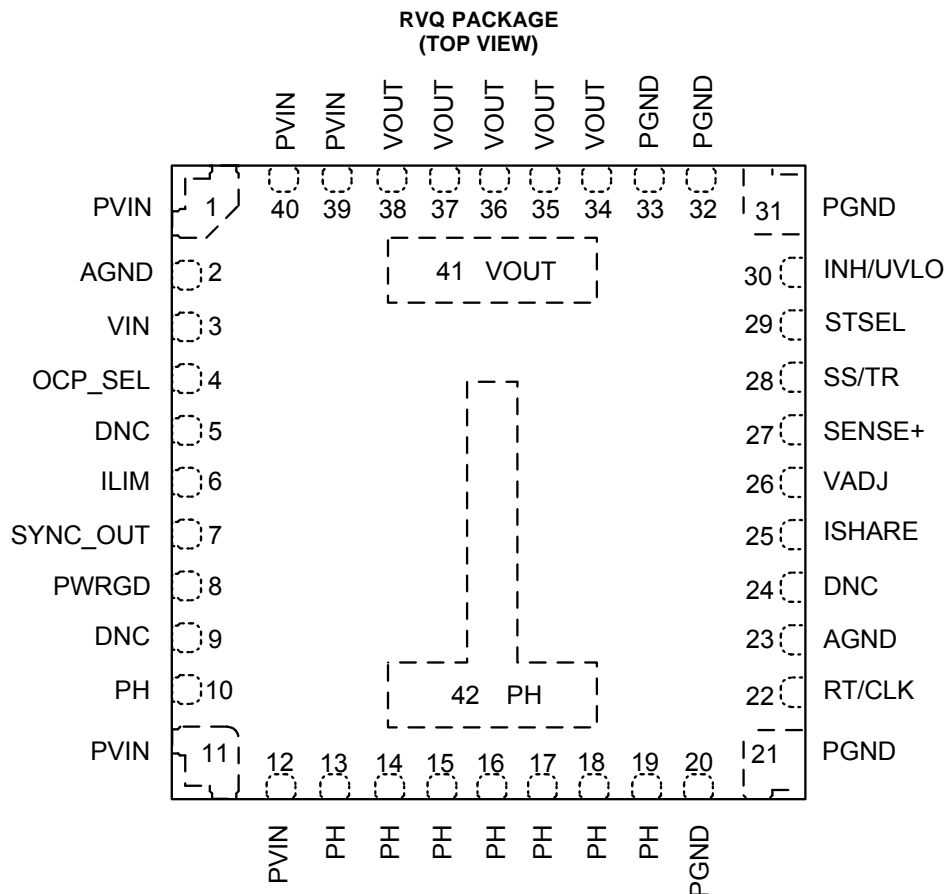 RVQ PACKAGE
(TOP VIEW)
PVIN
PVIN
VOUT
VOUT
VOUT
VOUT
VOUT
PGND
PGND
40 39 38 37 36 35 34 33 32
PVIN 1
31 PGND
AGND 2
41 VOUT
30 INH/UVLO
VIN 3
29 STSEL
OCP_SEL 4
28 SS/TR
DNC 5
27 SENSE+
ILIM 6
26 VADJ
SYNC_OUT 7
25 ISHARE
PWRGD 8
24 DNC
DNC 9
23 AGND
PH 10
42 PH
22 RT/CLK
PVIN 11
21 PGND
12 13 14 15 16 17 18 19 20
PVIN
PH
PH
PH
PH
PH
PH
PH
PGND